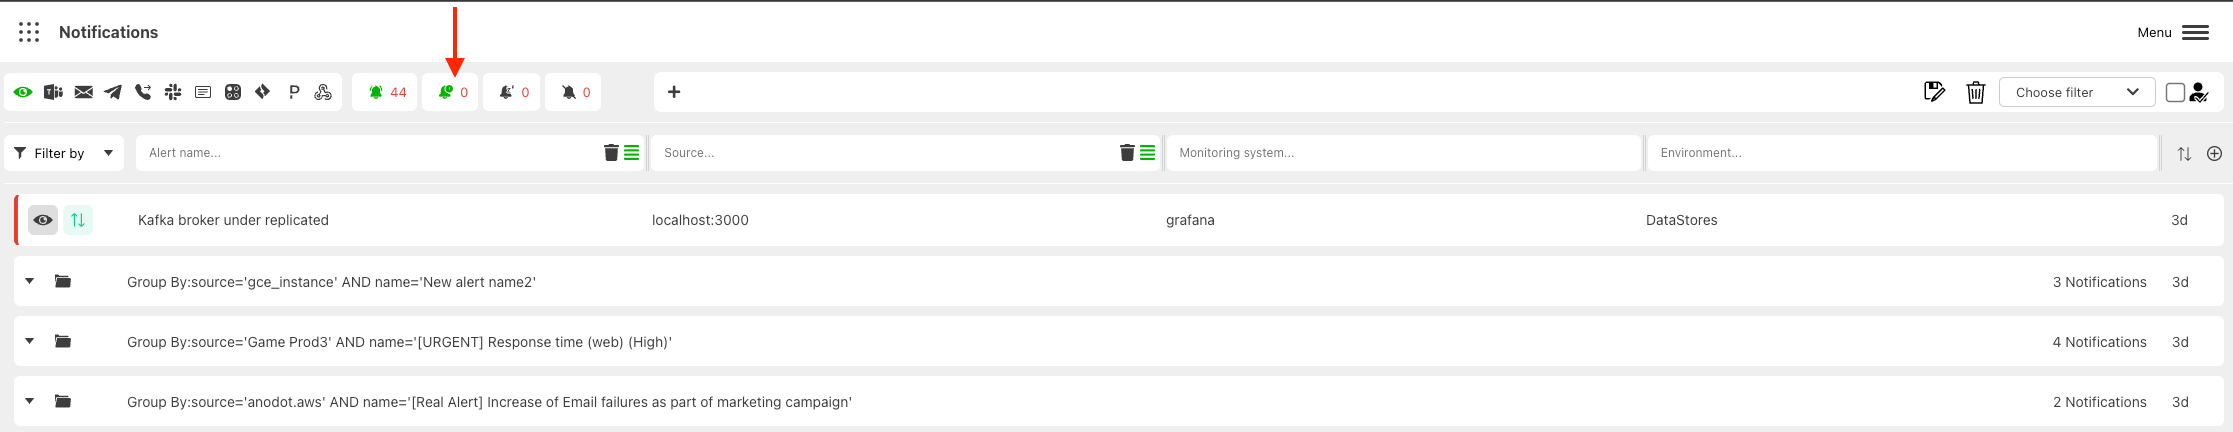 Notifications
Menu
44
0
0
0
+
Choose filter
Filter by
Alert name...
Source...
Monitoring system...
Environment...
Kafka broker under replicated
localhost:3000
grafana
DataStores
3d
Group By:source='gce_instance' AND name='New alert name2'
3 Notifications
3d
Group By:source='Game Prod3' AND name='[URGENT] Response time (web) (High)'
4 Notifications
3d
Group By:source='anodot.aws' AND name='[Real Alert] Increase of Email failures as part of marketing campaign'
2 Notifications
3d